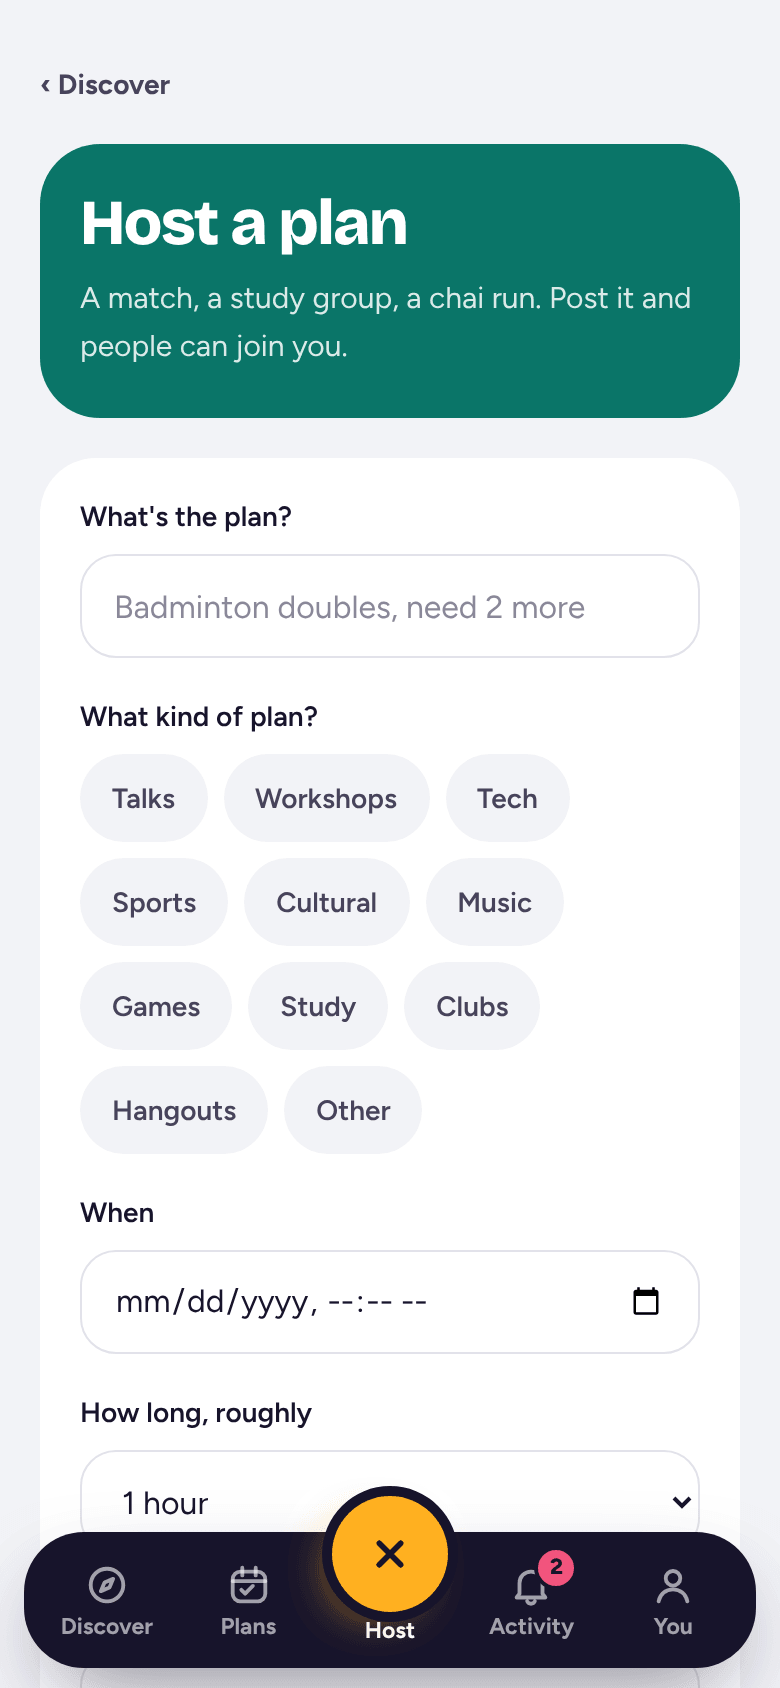 ‹ Discover
Host a plan
A match, a study group, a chai run. Post it and
people can join you.
What's the plan?
Badminton doubles, need 2 more
What kind of plan?
Talks Workshops Tech
Sports Cultural Music
Games Study Clubs
Hangouts Other
When
mm/dd/yyyy, --:-- --
How long, roughly
1 hour
2
Discover Plans Host Activity You